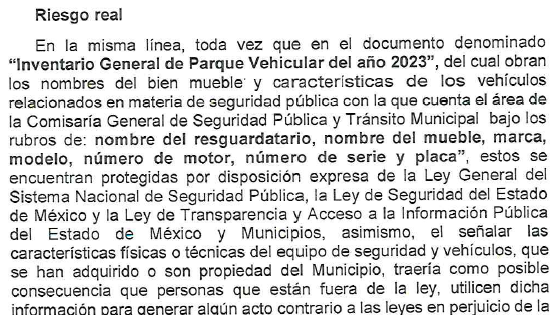 Riesgo real
En la misma línea, toda vez que en el documento denominado
“Inventario General de Parque Vehicular del año 2023”, del cual obran
los nombres del bien mueble y características de los vehículos
relacionados en materia de seguridad pública con la que cuenta el área de
la Comisaría General de Seguridad Pública y Tránsito Municipal bajo los
rubros de: nombre del resguardatario, nombre del mueble, marca,
modelo, número de motor, número de serie y placa”, estos se
encuentran protegidas por disposición expresa de la Ley General del
Sistema Nacional de Seguridad Pública, la Ley de Seguridad del Estado
de México y la Ley de Transparencia y Acceso a la Información Pública
del Estado de México y Municipios, asimismo, el señalar las
características físicas o técnicas del equipo de seguridad y vehículos, que
se han adquirido o son propiedad del Municipio, traería como posible
consecuencia que personas que están fuera de la ley, utilicen dicha
información para generar algún acto contrario a las leyes en perjuicio de la